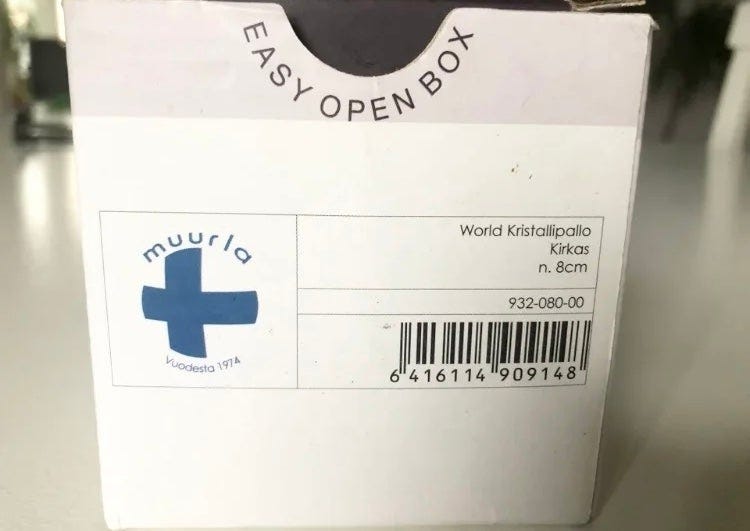 EASY OPEN BOX
muurla
Vuodesta 1974
World Kristallipallo
Kirkas
n. 8cm
932-080-00
6 416114 909148